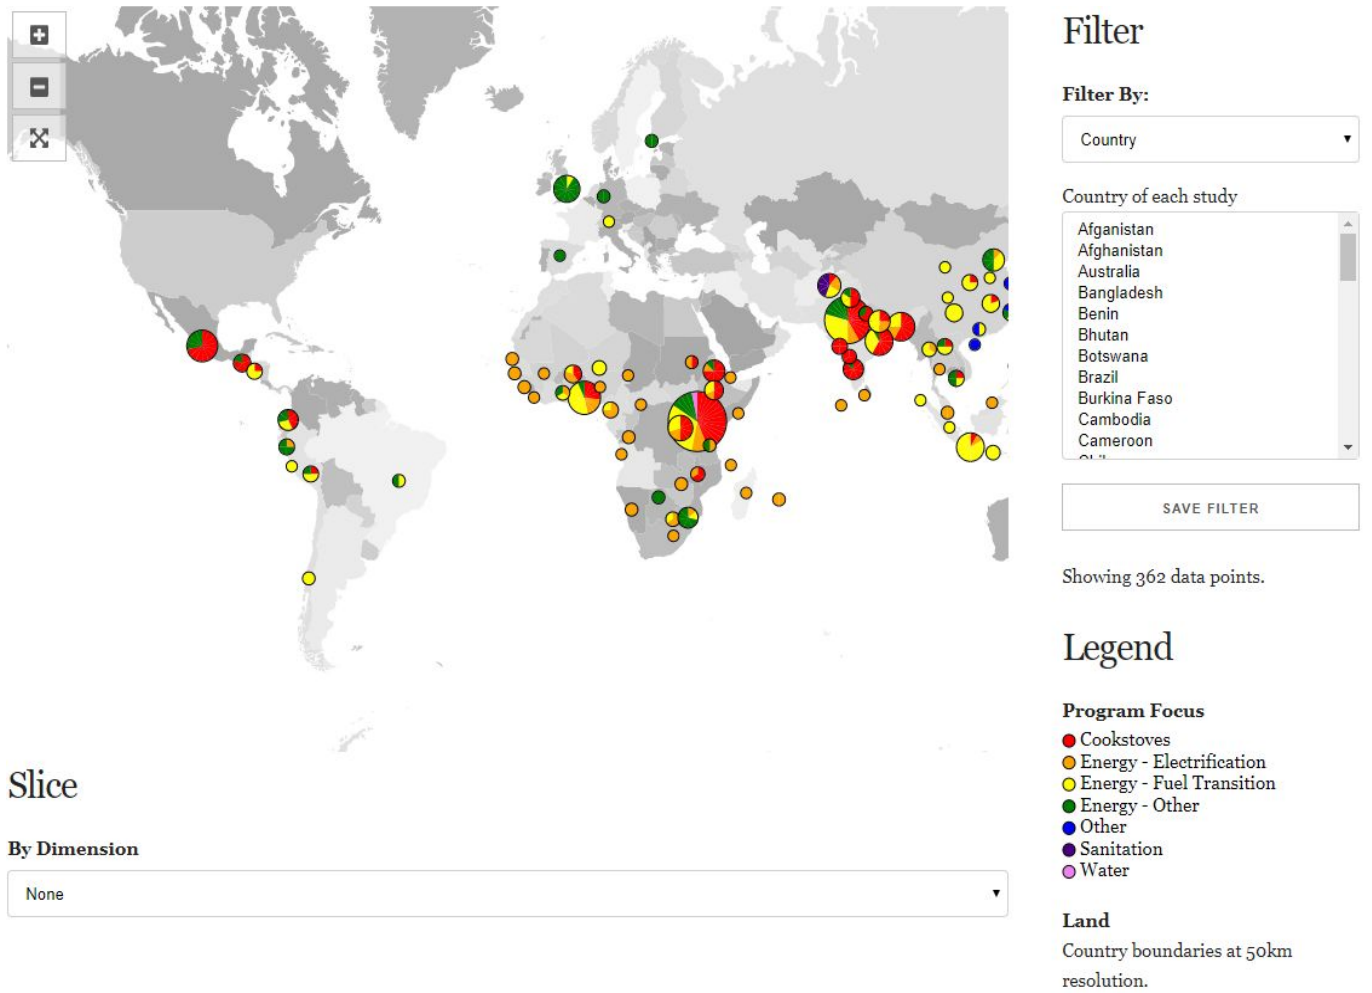 Filter
Filter By:
Country
Country of each study
Afganistan
Afghanistan
Australia
Bangladesh
Benin
Bhutan
Botswana
Brazil
Burkina Faso
Cambodia
Cameroon
SAVE FILTER
Showing 362 data points.
Legend
Program Focus
Cookstoves
Energy - Electrification
Energy - Fuel Transition
Energy - Other
Other
Sanitation
Water
Land
Country boundaries at 50km
resolution.
Slice
By Dimension
None